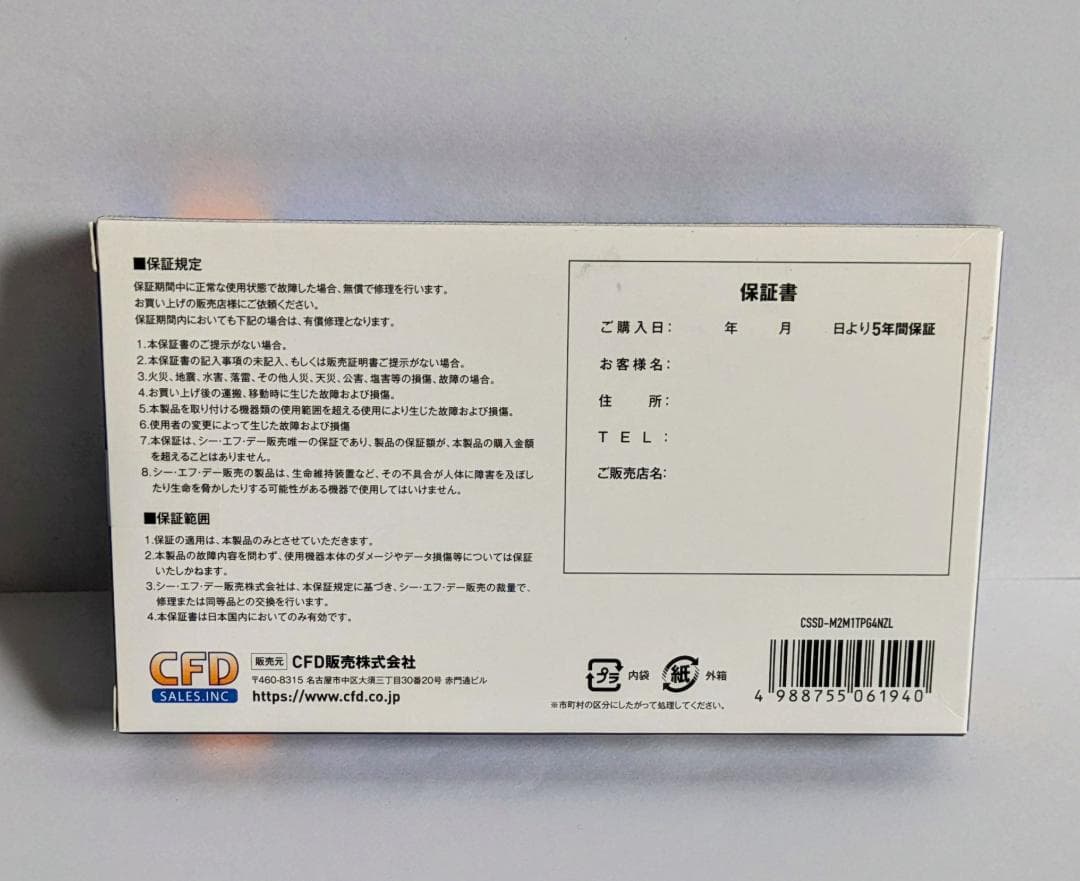 ■保証規定
保証期間中に正常な使用状態で故障した場合、無償で修理を行います。
お買い上げの販売店様にご依頼ください。
保証期間内においても下記の場合は、有償修理となります。
1.本保証書のご提示がない場合。
2.本保証書の記入事項の未記入、もしくは販売証明書ご提示がない場合。
3.火災、地震、水害、落雷、その他人災、天災、公害、塩害等の損傷、故障の場合。
4.お買い上げ後の運搬、移動時に生じた故障および損傷。
5.本製品を取り付ける機器類の使用範囲を超える使用により生じた故障および損傷。
6.使用者の変更によって生じた故障および損傷
7.本保証は、シー・エフ・デー販売唯一の保証であり、製品の保証額が、本製品の購入金額
を超えることはありません。
8.シー・エフ・デー販売の製品は、生命維持装置など、その不具合が人体に障害を及ぼし
たり生命を脅かしたりする可能性がある機器で使用してはいけません。
■保証範囲
1.保証の適用は、本製品のみとさせていただきます。
2.本製品の故障内容を問わず、使用機器本体のダメージやデータ損傷等については保証
いたしかねます。
3.シー・エフ・デー販売株式会社は、本保証規定に基づき、シー・エフ・デー販売の裁量で、
修理または同等品との交換を行います。
4.本保証書は日本国内においてのみ有効です。
CFD
SALES.INC
販売元 CFD販売株式会社
〒460-8315 名古屋市中区大須三丁目30番20号 赤門通ビル
https://www.cfd.co.jp
保証書
ご購入日: 年 月 日より5年間保証
お客様名:
住 所:
TEL:
ご販売店名:
プラ 内袋 紙 外箱
※市町村の区分にしたがって処理してください。
CSSD-M2M1TPG4NZL
4 988755 061940